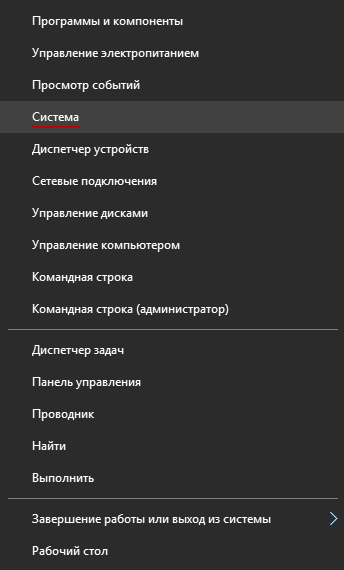 Программы и компоненты
Управление электропитанием
Просмотр событий
Система
Диспетчер устройств
Сетевые подключения
Управление дисками
Управление компьютером
Командная строка
Командная строка (администратор)
Диспетчер задач
Панель управления
Проводник
Найти
Выполнить
Завершение работы или выход из системы
Рабочий стол